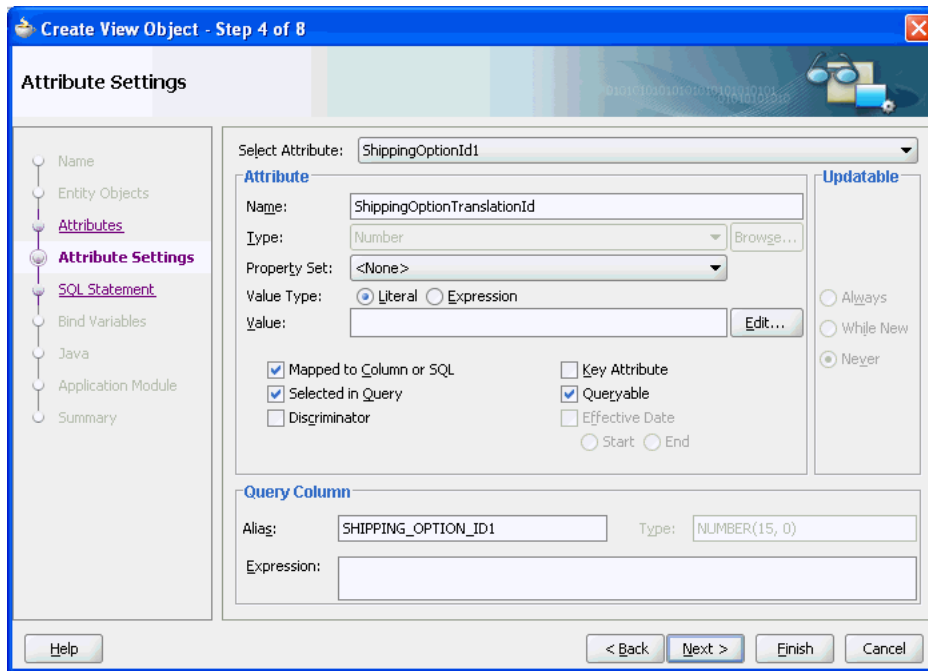 Create View Object - Step 4 of 8
Attribute Settings
Name
Entity Objects
Attributes
Attribute Settings
SQL Statement
Bind Variables
Java
Application Module
Summary
Select Attribute: ShippingOptionId1
Attribute
Name: ShippingOptionTranslationId
Type: Number Browse...
Property Set: <None>
Value Type: Literal Expression
Value: Edit...
Mapped to Column or SQL Key Attribute
Selected in Query Queryable
Discriminator Effective Date
Start End
Updatable
Always
While New
Never
Query Column
Alias: SHIPPING_OPTION_ID1 Type: NUMBER(15, 0)
Expression:
Help < Back Next > Finish Cancel